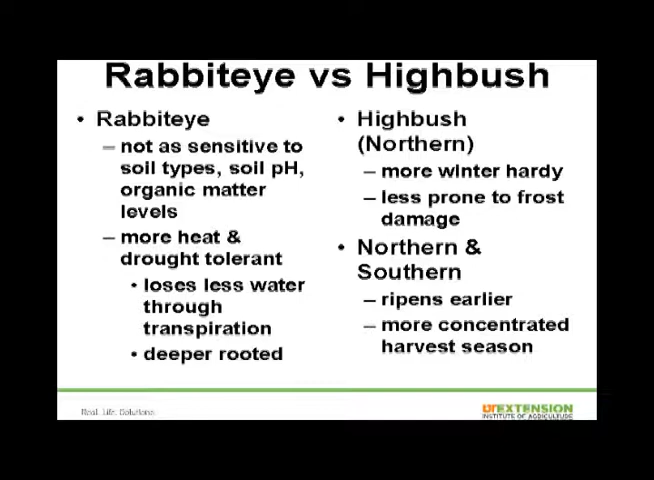 Rabbiteye vs Highbush
• Rabbiteye
– not as sensitive to
soil types, soil pH,
organic matter
levels
– more heat &
drought tolerant
• loses less water
through
transpiration
• deeper rooted
• Highbush
(Northern)
– more winter hardy
– less prone to frost
damage
• Northern &
Southern
– ripens earlier
– more concentrated
harvest season
Real. Life. Solutions.
UTEXTENSION
INSTITUTE OF AGRICULTURE